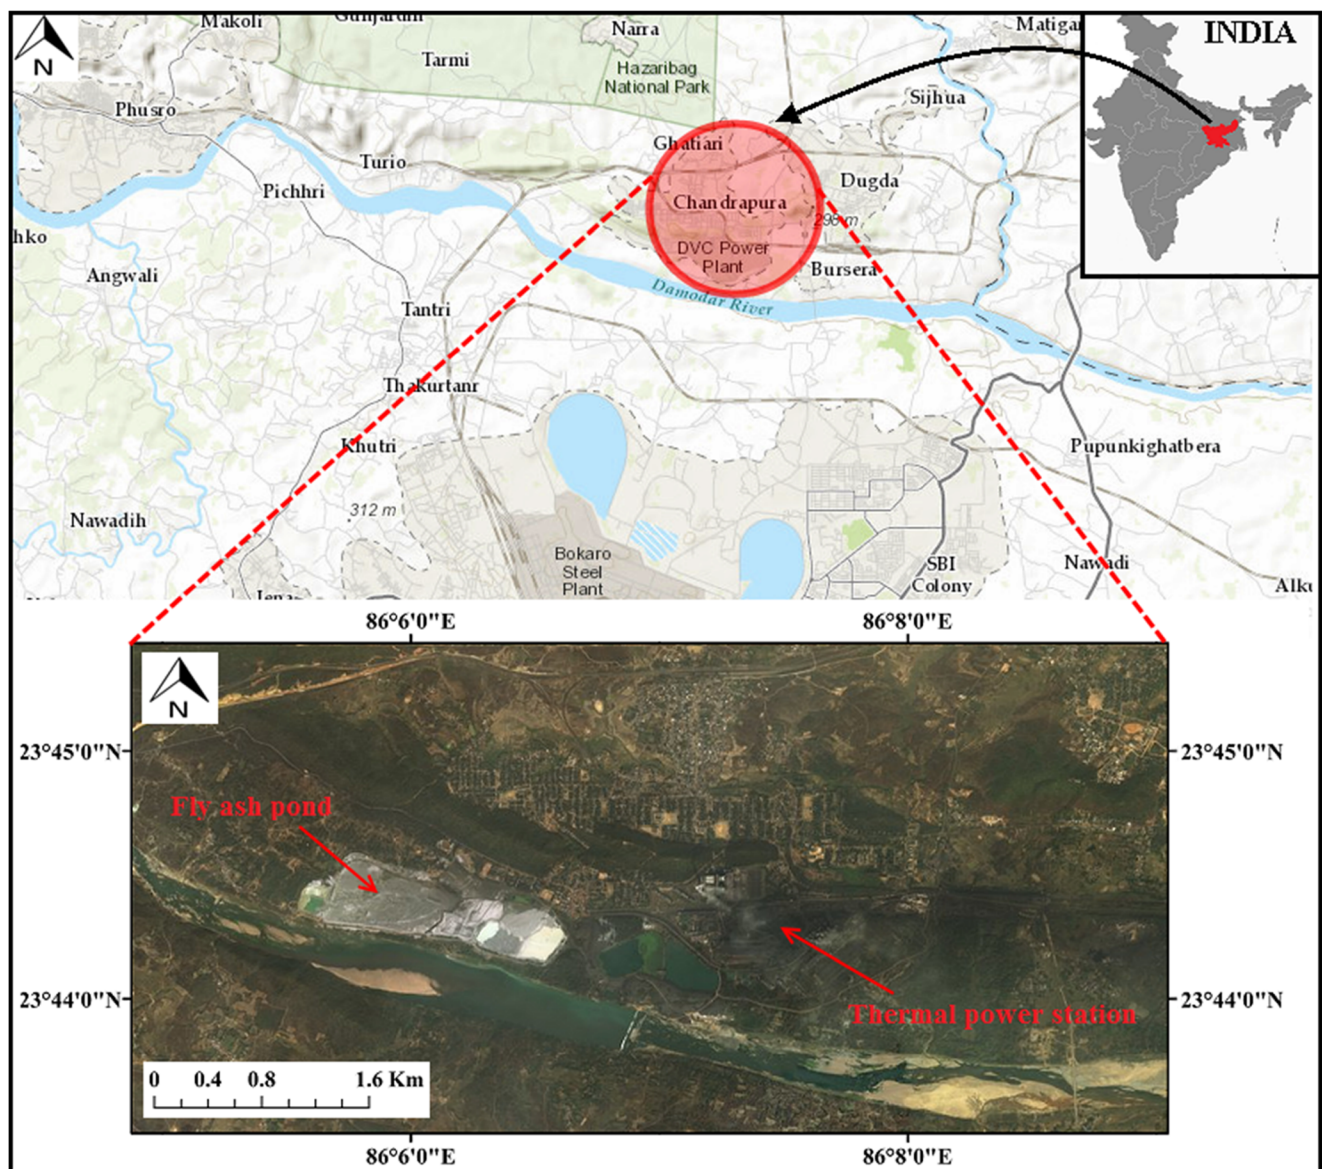 Makoli
Narra
Matigar
INDIA
N
Tarmi
Hazaribag
National Park
Phusro
Sijhua
Ghatiari
Turio
Pichhri
Dugda
Chandrapura
298 m
hko
DVC Power
Plant
Angwali
Bursera
Damodar River
Tantri
Thakurtanr
Khutri
Pupunkighatbera
312 m
Nawadih
Bokaro
Steel
Plant
SBI
Colony
Nawadi
Alku
86°6'0"E
86°8'0"E
N
23°45'0"N
23°45'0"N
Fly ash pond
23°44'0"N
23°44'0"N
Thermal power station
0 0.4 0.8 1.6 Km
86°6'0"E
86°8'0"E